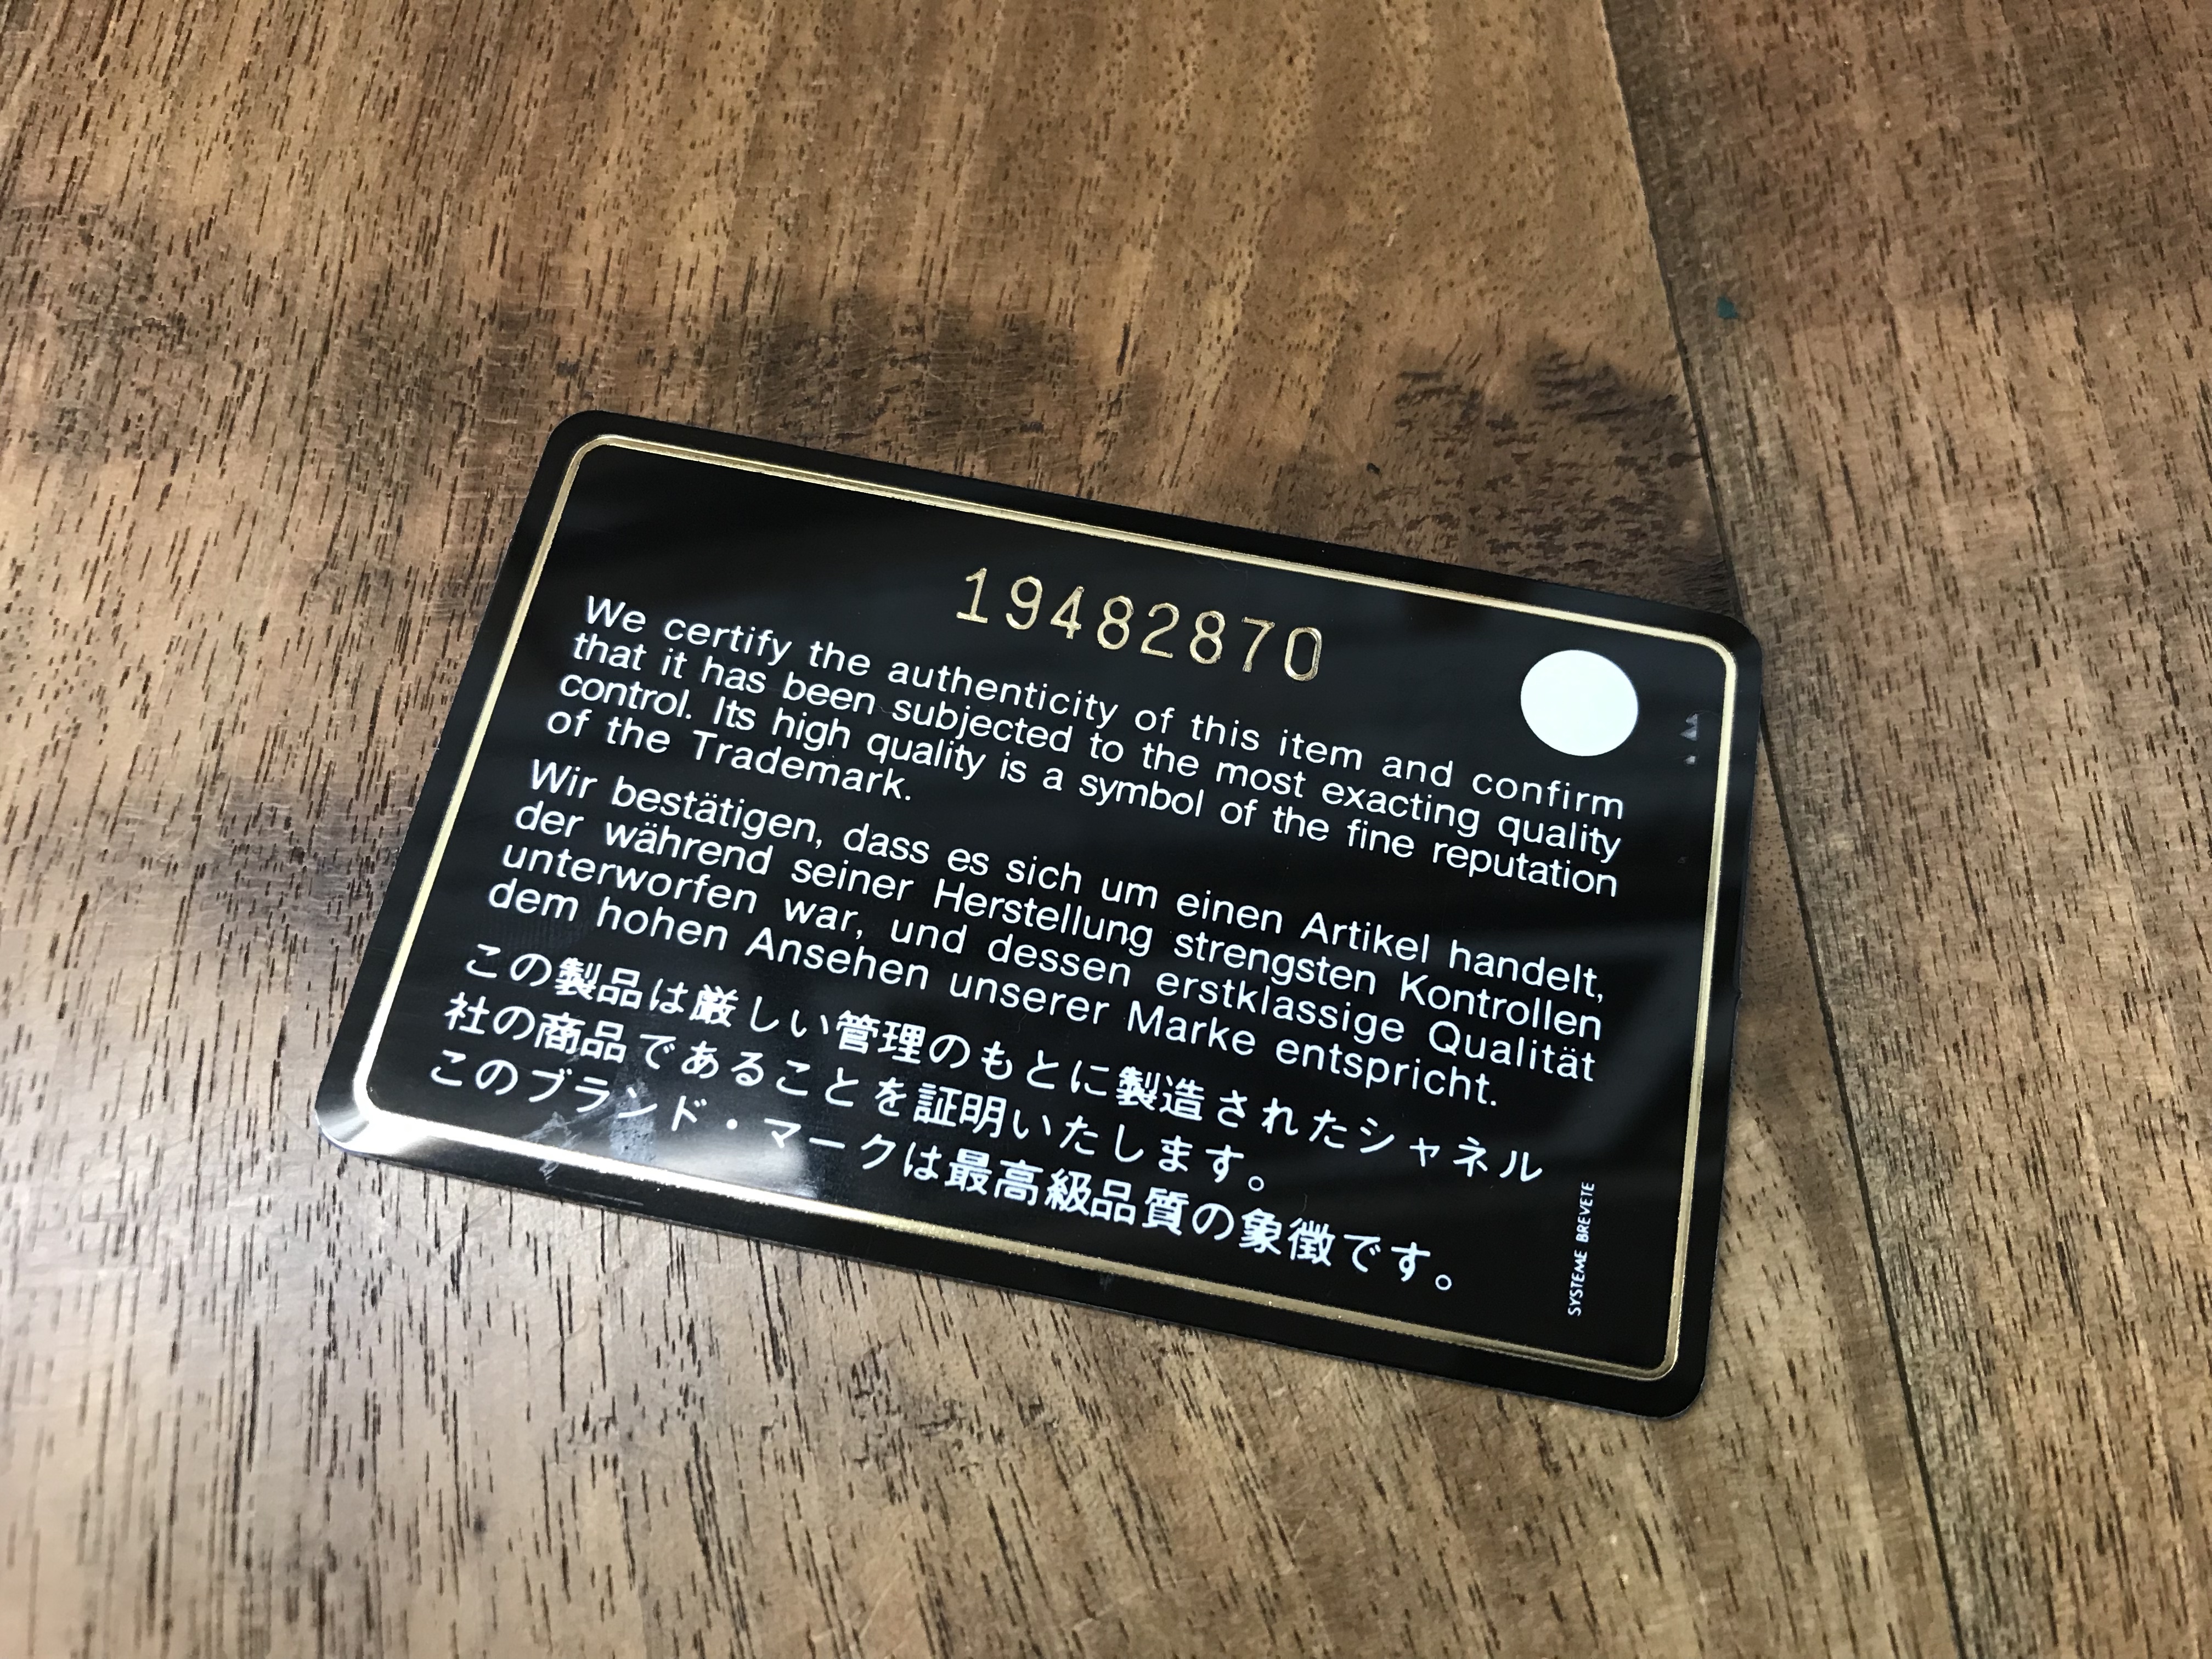 19482870
We certify the authenticity of this item and confirm
that it has been subjected to the most exacting quality
control. Its high quality is a symbol of the fine reputation
of the Trademark.
Wir bestätigen, dass es sich um einen Artikel handelt,
der während seiner Herstellung strengsten Kontrollen
unterworfen war, und dessen erstklassige Qualität
dem hohen Ansehen unserer Marke entspricht.
この製品は厳しい管理のもとに製造されたシャネル
社の商品であることを証明いたします。
このブランド・マークは最高級品質の象徴です。
SYSTEME BREVETE